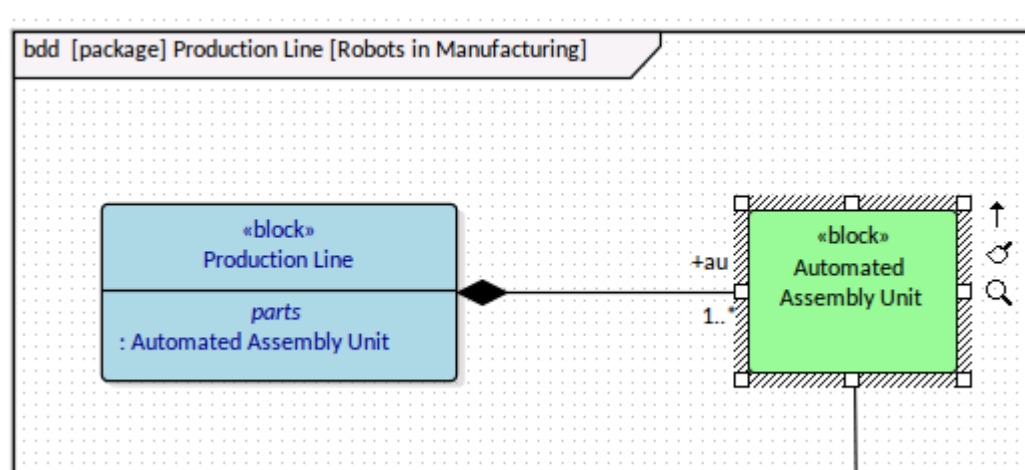 bdd [package] Production Line [Robots in Manufacturing]
«block»
Production Line
parts
: Automated Assembly Unit
+au
1..*
«block»
Automated
Assembly Unit